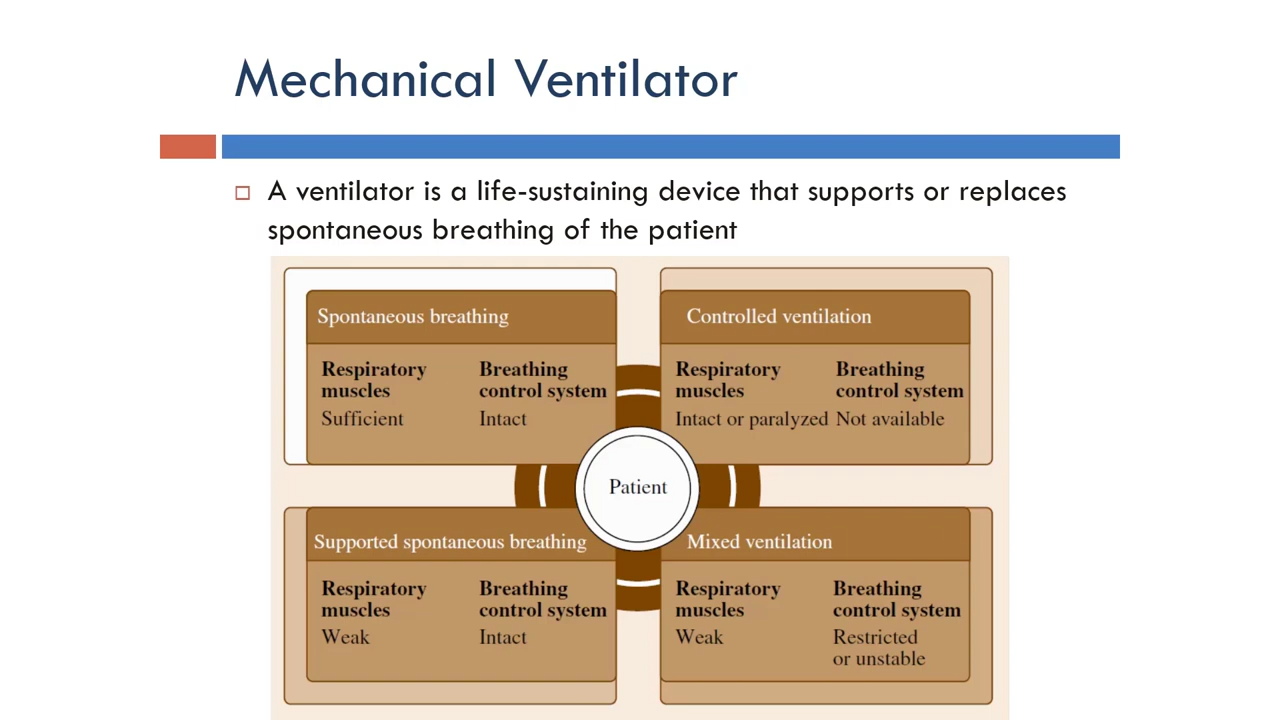 Mechanical Ventilator
A ventilator is a life-sustaining device that supports or replaces
spontaneous breathing of the patient
Spontaneous breathing
Respiratory muscles
Breathing control system
Sufficient
Intact
Controlled ventilation
Respiratory muscles
Breathing control system
Intact or paralyzed
Not available
Patient
Supported spontaneous breathing
Respiratory muscles
Breathing control system
Weak
Intact
Mixed ventilation
Respiratory muscles
Breathing control system
Weak
Restricted
or unstable